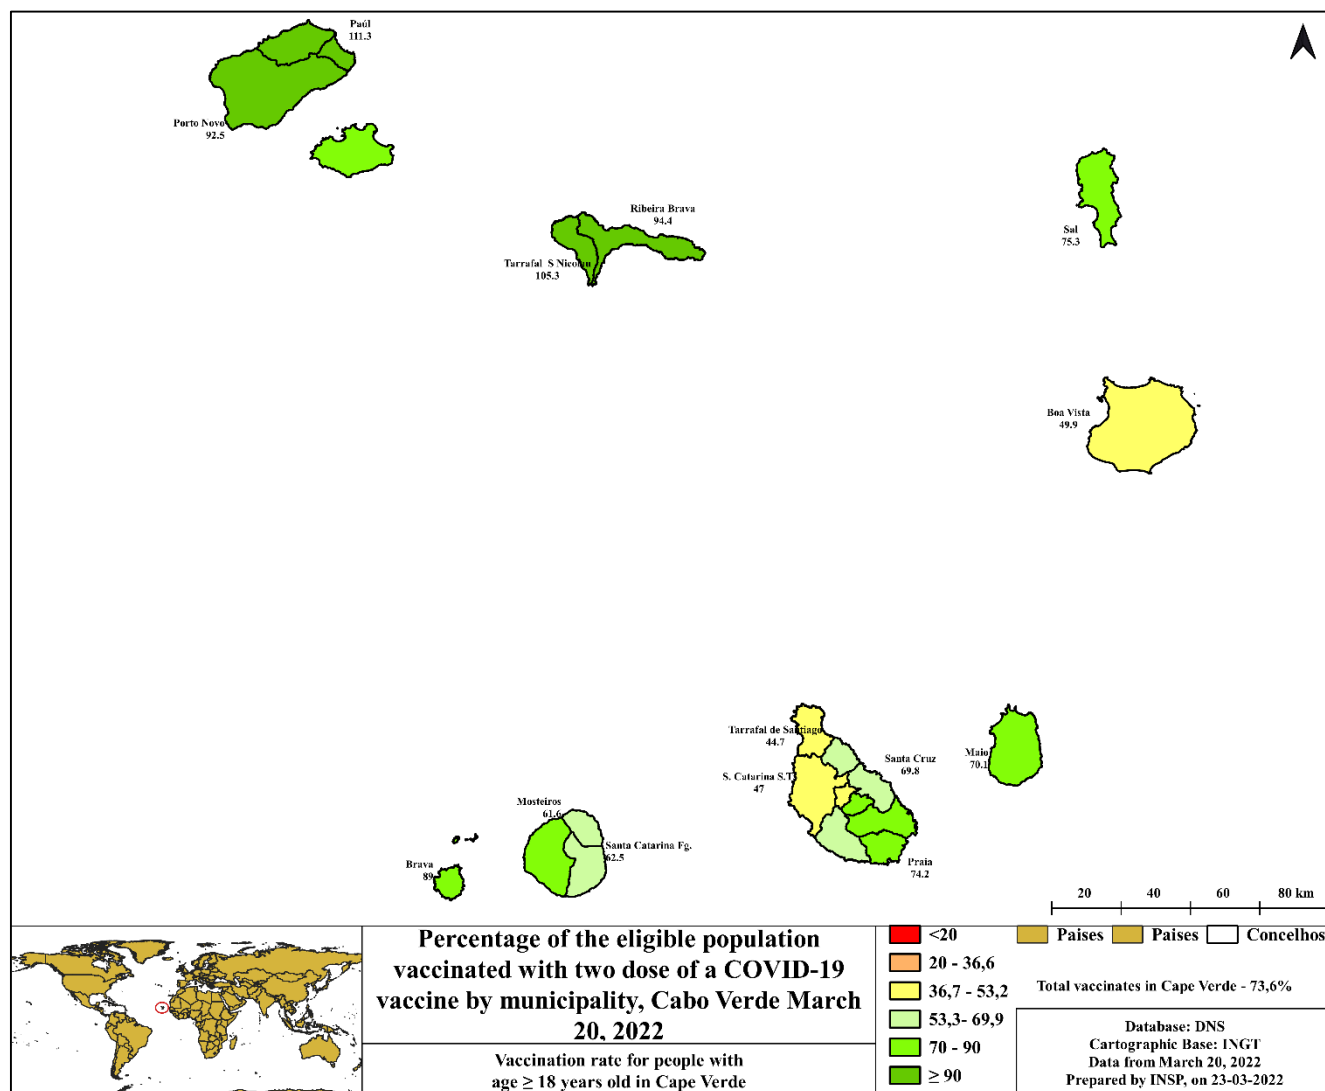 Paúl
111.3
Porto Novo
92.5
Ribeira Brava
94.4
Tarrafal S Nicolau
105.3
Sal
75.3
Boa Vista
49.9
Tarrafal de Santiago
44.7
Santa Cruz
69.8
Maio
70.1
S. Catarina S.T
47
Mosteiros
61.6
Santa Catarina Fg.
62.5
Brava
89
Praia
74.2
20 40 60 80 km
Percentage of the eligible population
vaccinated with two dose of a COVID-19
vaccine by municipality, Cabo Verde March
20, 2022
Vaccination rate for people with
age ≥ 18 years old in Cape Verde
<20
20 - 36,6
36,7 - 53,2
53,3- 69,9
70 - 90
≥ 90
Paises Paises Concelhos
Total vaccinates in Cape Verde - 73,6%
Database: DNS
Cartographic Base: INGT
Data from March 20, 2022
Prepared by INSP, on 23-03-2022